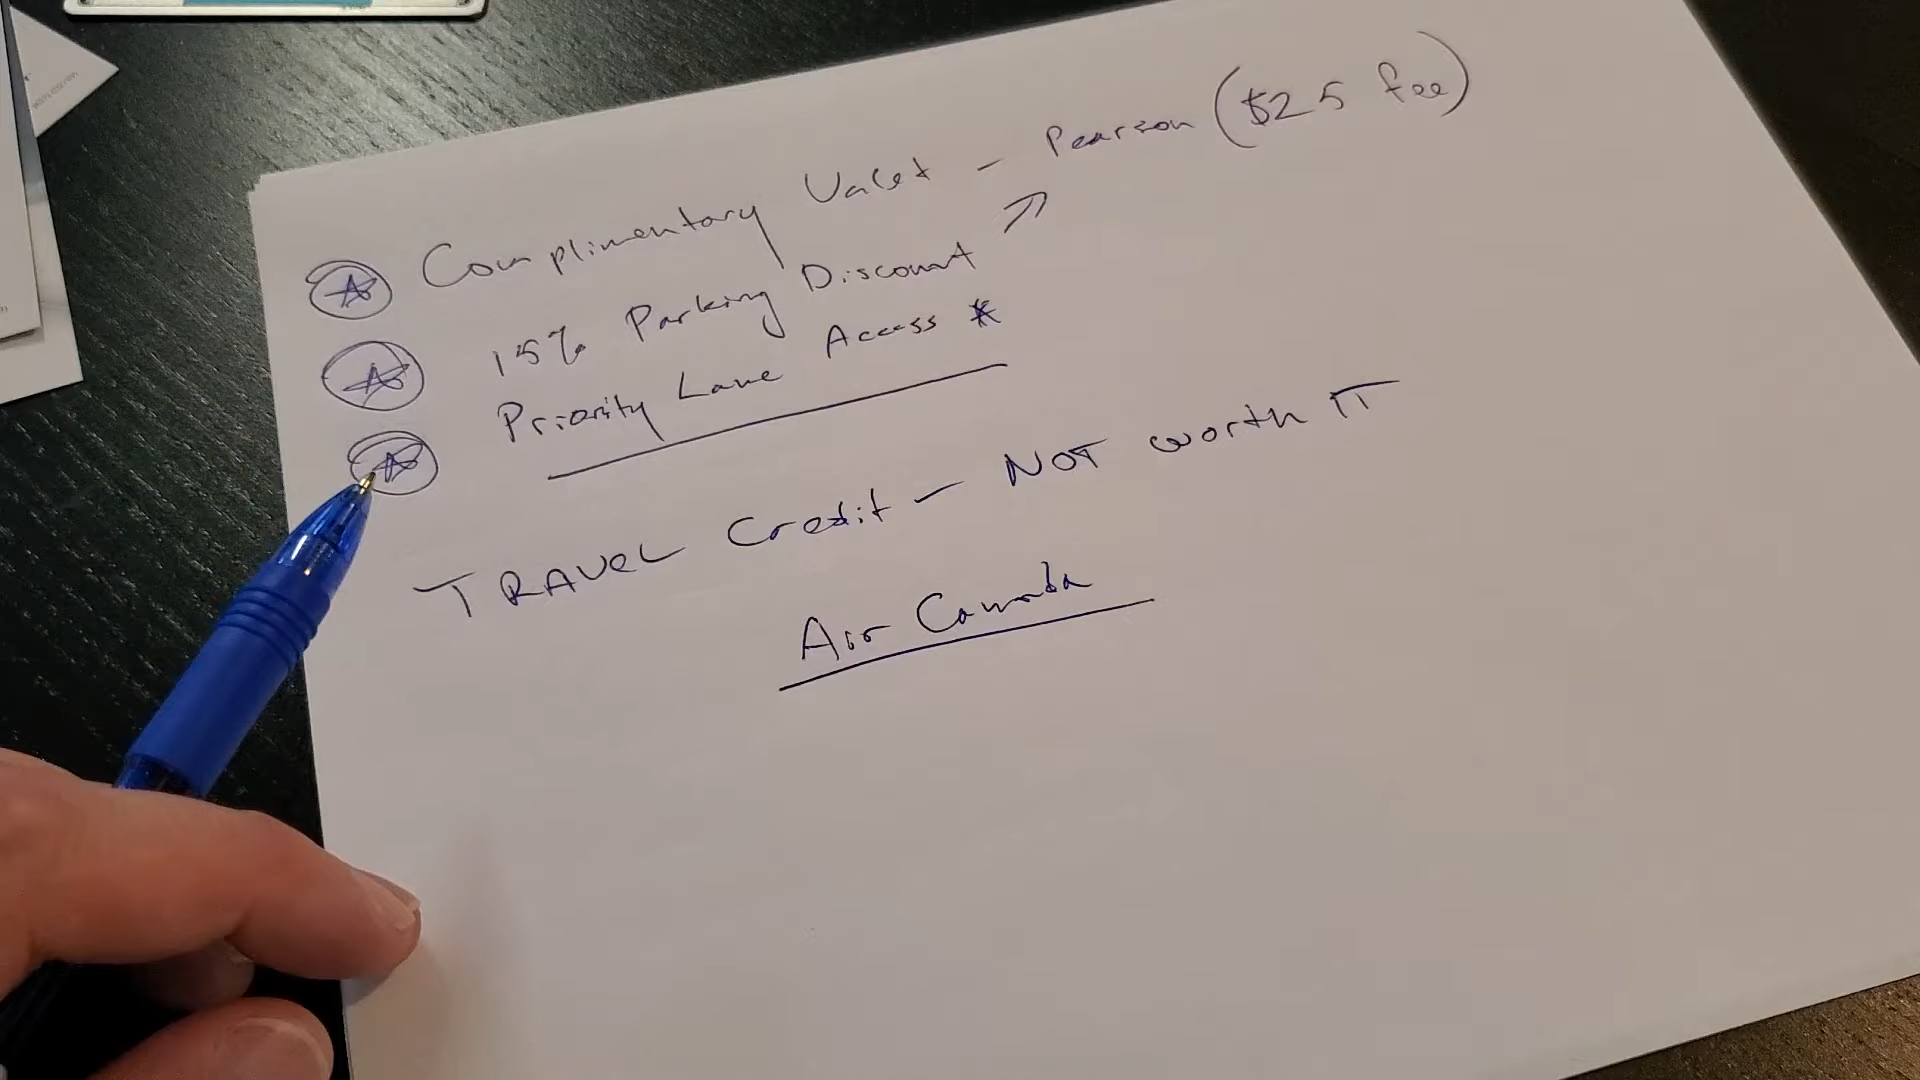 Complimentary Valet - Pearson ($25 fee)
15% Parking Discount ↗
Priority Lane Access *
TRAVEL Credit - NOT worth IT
Air Canada